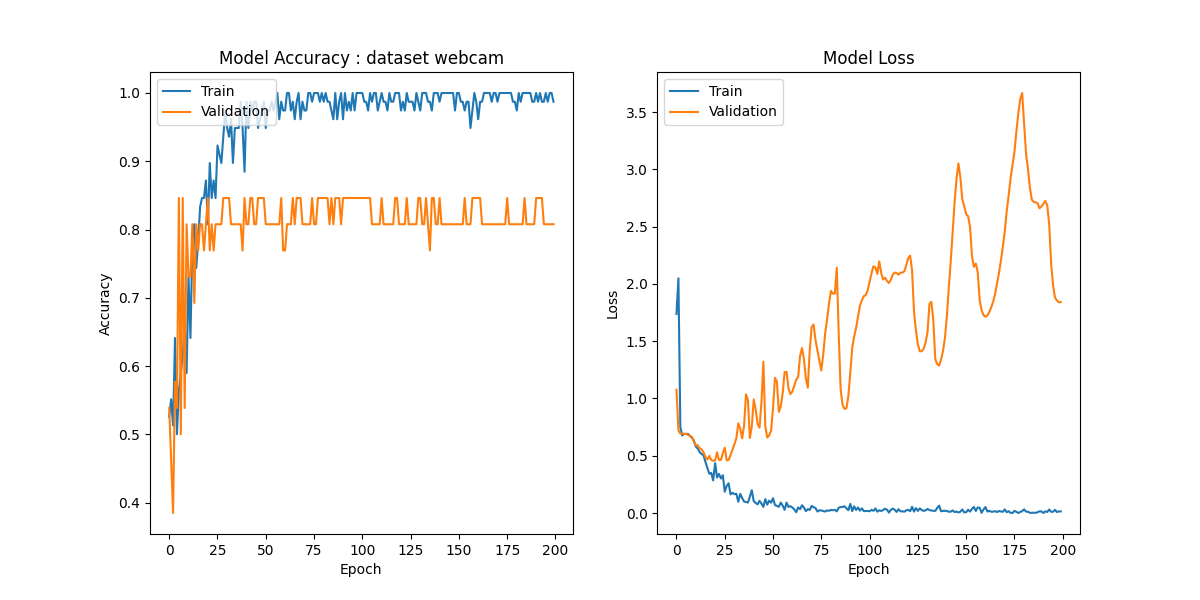 Model Accuracy : dataset webcam
Train
Validation
1.0
0.9
0.8
0.7
0.6
0.5
0.4
Accuracy
0 25 50 75 100 125 150 175 200
Epoch
Model Loss
Train
Validation
3.5
3.0
2.5
2.0
1.5
1.0
0.5
0.0
Loss
0 25 50 75 100 125 150 175 200
Epoch